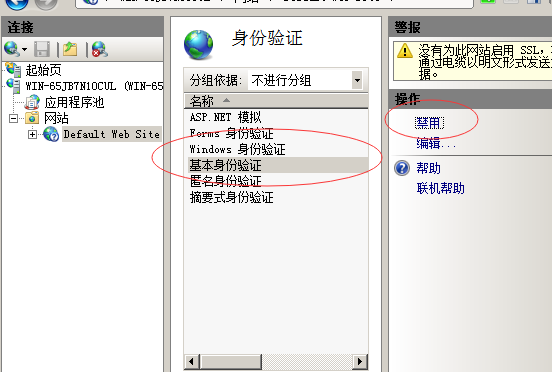 连接
起始页
WIN-65JB7N10CUL (WIN-65
应用程序池
网站
Default Web Site
身份验证
分组依据: 不进行分组
名称
ASP.NET 模拟
Forms 身份验证
Windows 身份验证
基本身份验证
匿名身份验证
摘要式身份验证
警报
没有为此网站启用 SSL，
通过电缆以明文形式发送
据。
操作
禁用
编辑...
帮助
联机帮助